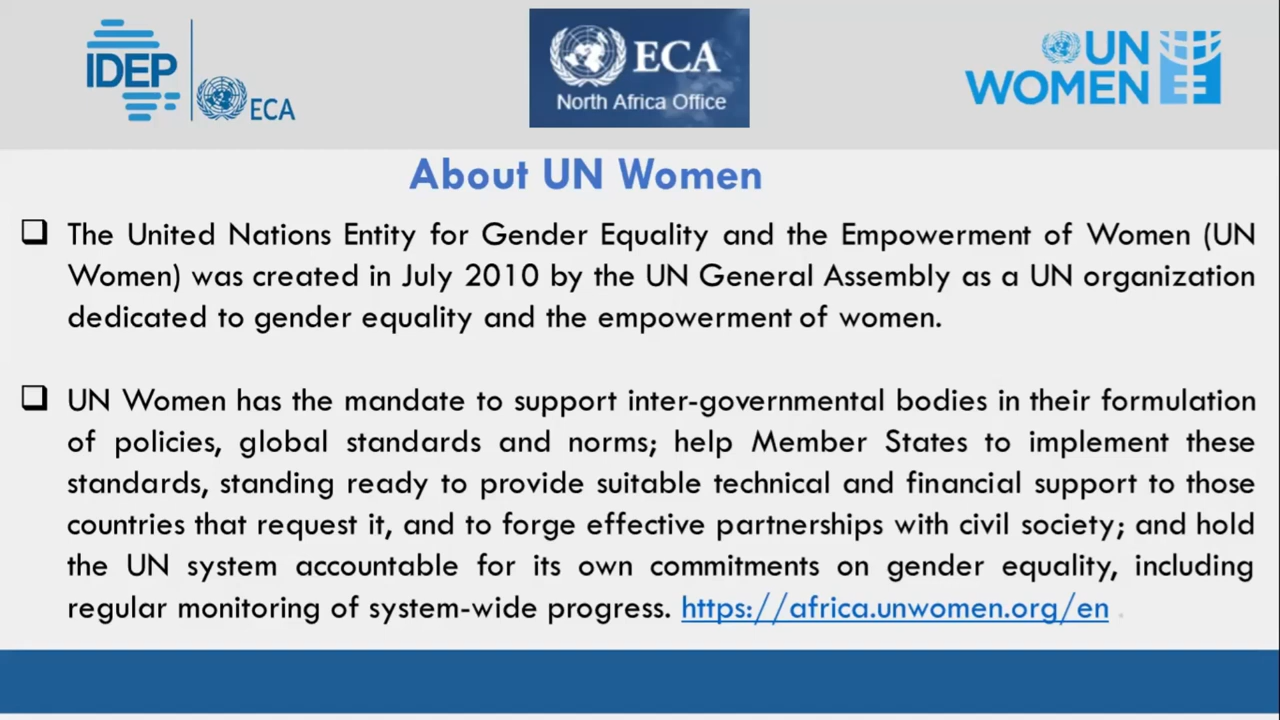 IDEP
ECA
ECA
North Africa Office
UN
WOMEN
About UN Women
The United Nations Entity for Gender Equality and the Empowerment of Women (UN
Women) was created in July 2010 by the UN General Assembly as a UN organization
dedicated to gender equality and the empowerment of women.
UN Women has the mandate to support inter-governmental bodies in their formulation
of policies, global standards and norms; help Member States to implement these
standards, standing ready to provide suitable technical and financial support to those
countries that request it, and to forge effective partnerships with civil society; and hold
the UN system accountable for its own commitments on gender equality, including
regular monitoring of system-wide progress. https://africa.unwomen.org/en .